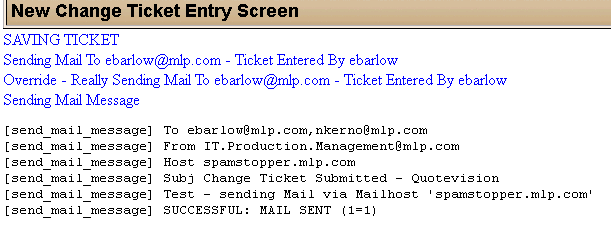 New Change Ticket Entry Screen
SAVING TICKET
Sending Mail To ebarlow@mlp.com - Ticket Entered By ebarlow
Override - Really Sending Mail To ebarlow@mlp.com - Ticket Entered By ebarlow
Sending Mail Message
[send_mail_message] To ebarlow@mlp.com,nkerno@mlp.com
[send_mail_message] From IT.Production.Management@mlp.com
[send_mail_message] Host spamstopper.mlp.com
[send_mail_message] Subj Change Ticket Submitted - Quotevision
[send_mail_message] Test - sending Mail via Mailhost 'spamstopper.mlp.com'
[send_mail_message] SUCCESSFUL: MAIL SENT (1=1)